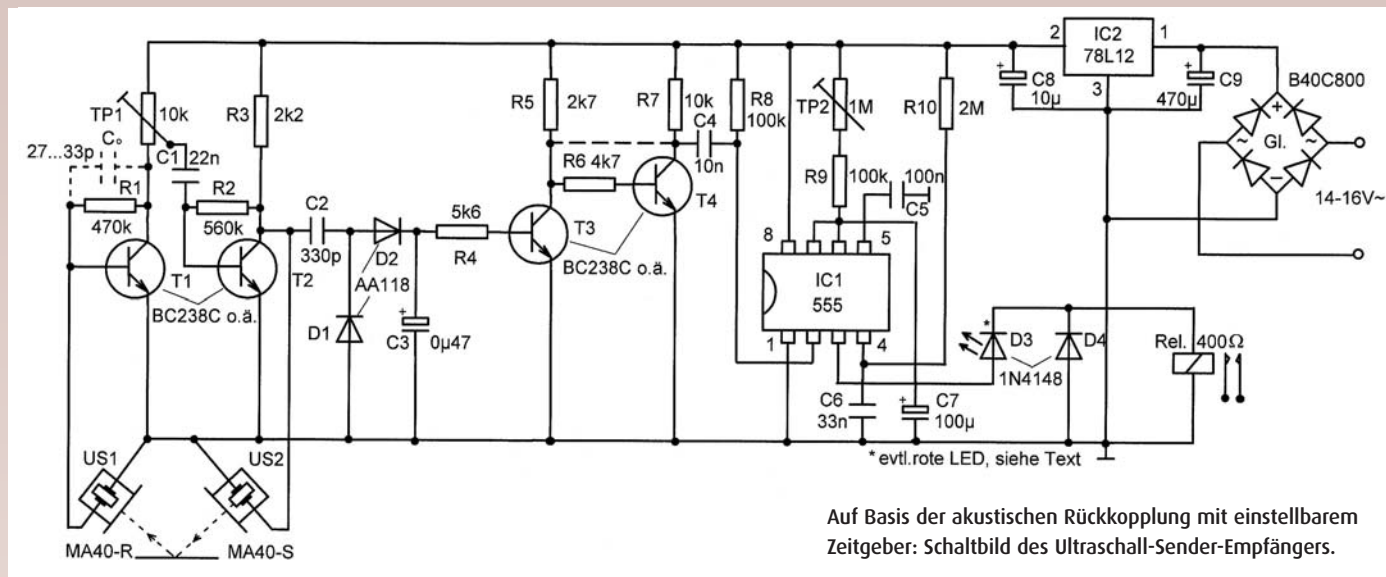 IC2
78L12
2
1
3
C8
10µ
C9
470µ
B40C800
Gl.
+
~
~
−
14-16V~
TP1
10k
C₀
27...33p
C1
22n
R1
470k
R2
560k
R3
2k2
T1
T2
BC238C o.ä.
C2
330p
D2
AA118
D1
C3
0µ47
5k6
R4
R5
2k7
R6 4k7
T3
BC238C o.ä.
R7
10k
C4
10n
T4
R8
100k
TP2
1M
R9
100k
100n
C5
R10
2M
8
5
IC1
555
1
4
C6
33n
C7
100µ
*
D3
D4
1N4148
Rel. 400Ω
* evtl.rote LED, siehe Text
US1
US2
MA40-R
MA40-S
Auf Basis der akustischen Rückkopplung mit einstellbarem
Zeitgeber: Schaltbild des Ultraschall-Sender-Empfängers.